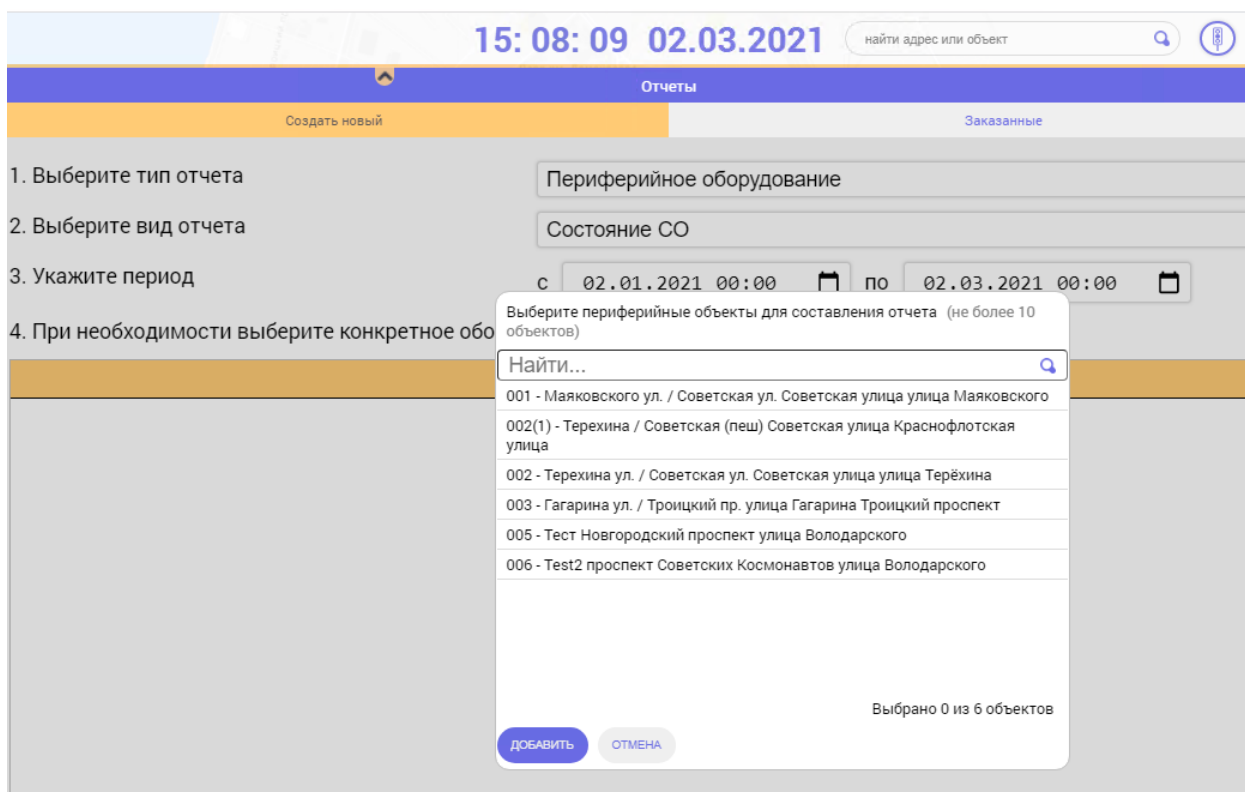 15: 08: 09 02.03.2021
найти адрес или объект
Отчеты
Создать новый
Заказанные
1. Выберите тип отчета
Периферийное оборудование
2. Выберите вид отчета
Состояние СО
3. Укажите период
с 02.01.2021 00:00 по 02.03.2021 00:00
4. При необходимости выберите конкретное обо
Выберите периферийные объекты для составления отчета (не более 10
объектов)
Найти...
001 - Маяковского ул. / Советская ул. Советская улица улица Маяковского
002(1) - Терехина / Советская (пеш) Советская улица Краснофлотская
улица
002 - Терехина ул. / Советская ул. Советская улица улица Терёхина
003 - Гагарина ул. / Троицкий пр. улица Гагарина Троицкий проспект
005 - Тест Новгородский проспект улица Володарского
006 - Test2 проспект Советских Космонавтов улица Володарского
Выбрано 0 из 6 объектов
ДОБАВИТЬ
ОТМЕНА